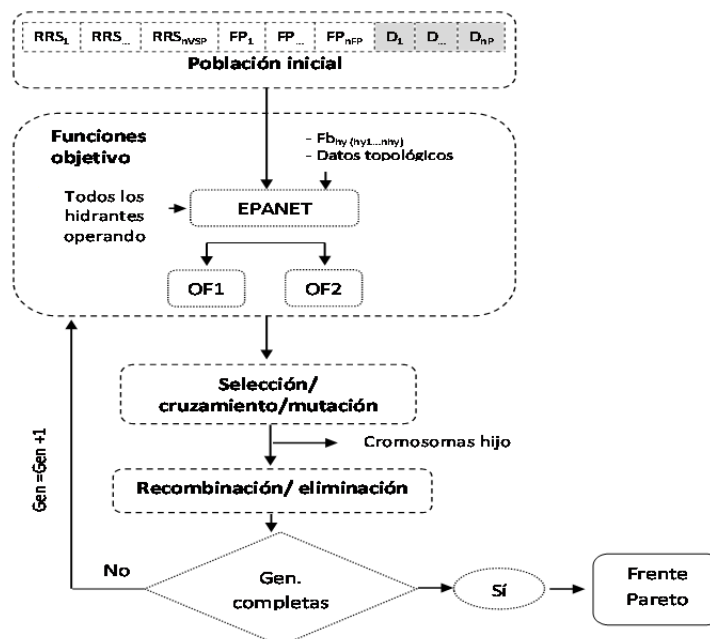 RRS1 RRS... RRSnVSP FP1 FP... FPnFP D1 D... DnP
Población inicial
Funciones
objetivo
- Fbhy (hy1...nhy)
- Datos topológicos
Todos los
hidrantes
operando
EPANET
OF1 OF2
Selección/
cruzamiento/mutación
Cromosomas hijo
Recombinación/ eliminación
Gen =Gen +1
No
Gen.
completas
Sí
Frente
Pareto